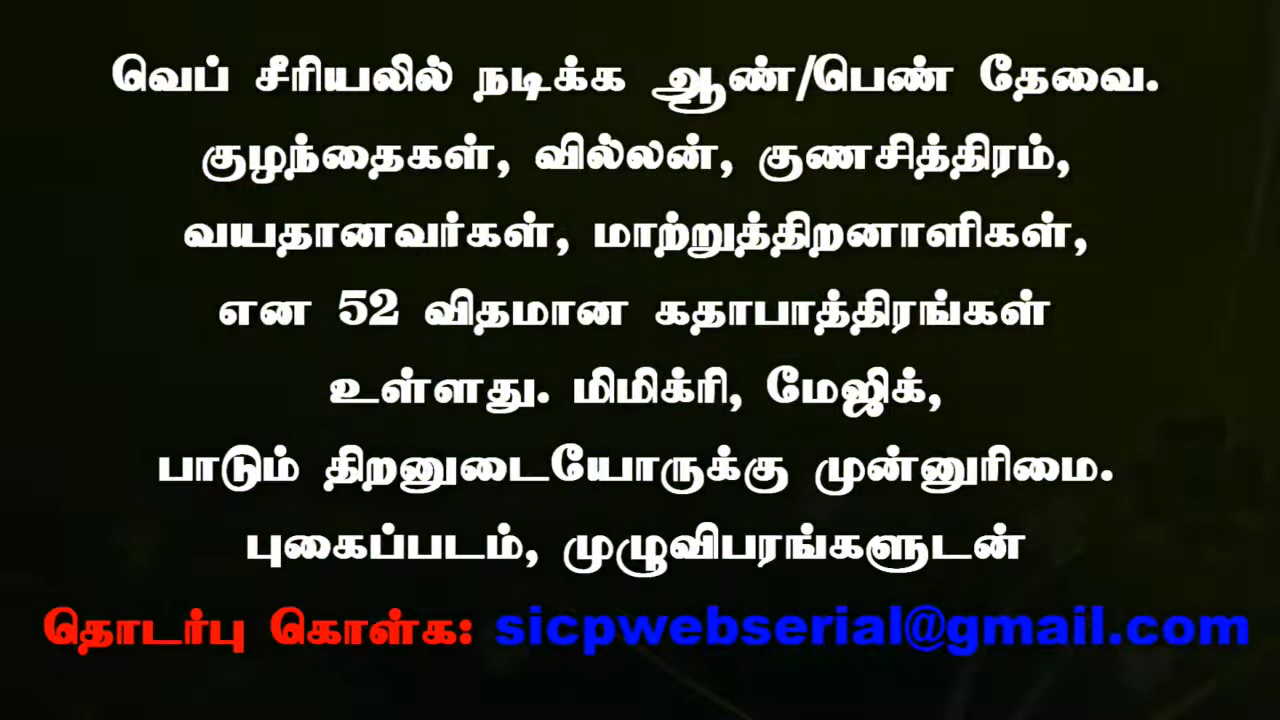 வெப் சீரியலில் நடிக்க ஆண்/பெண் தேவை.
குழந்தைகள், வில்லன், குணசித்திரம்,
வயதானவர்கள், மாற்றுத்திறனாளிகள்,
என 52 விதமான கதாபாத்திரங்கள்
உள்ளது. மிமிக்ரி, மேஜிக்,
பாடும் திறனுடையோருக்கு முன்னுரிமை.
புகைப்படம், முழுவிபரங்களுடன்
தொடர்பு கொள்க: sicpwebserial@gmail.com